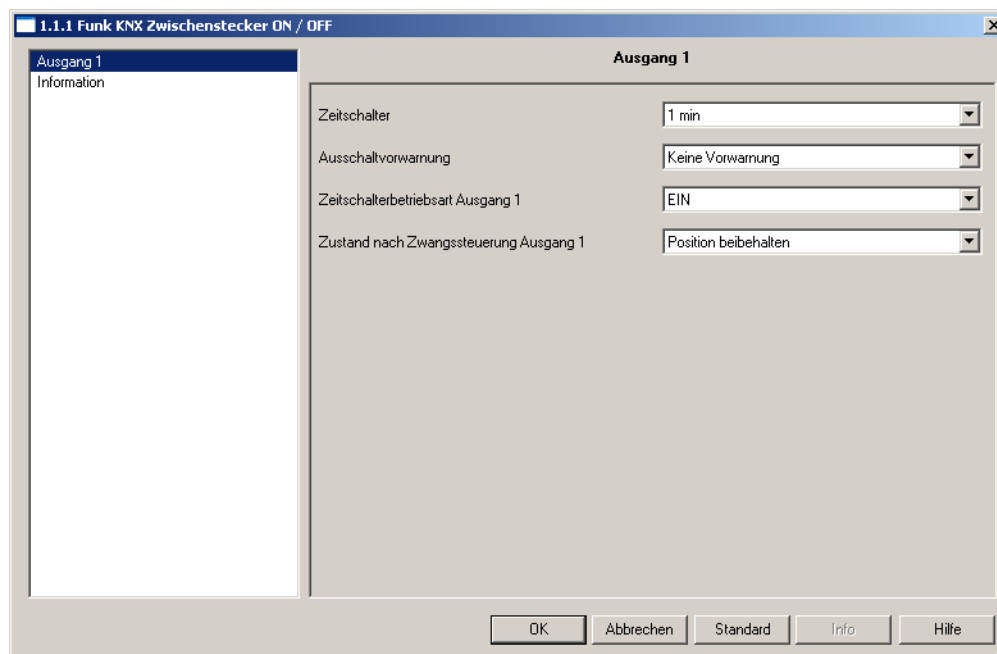 1.1.1 Funk KNX Zwischenstecker ON / OFF
Ausgang 1
Information
Ausgang 1
Zeitschalter 1 min
Ausschaltvorwarnung Keine Vorwarnung
Zeitschalterbetriebsart Ausgang 1 EIN
Zustand nach Zwangssteuerung Ausgang 1 Position beibehalten
OK Abbrechen Standard Info Hilfe